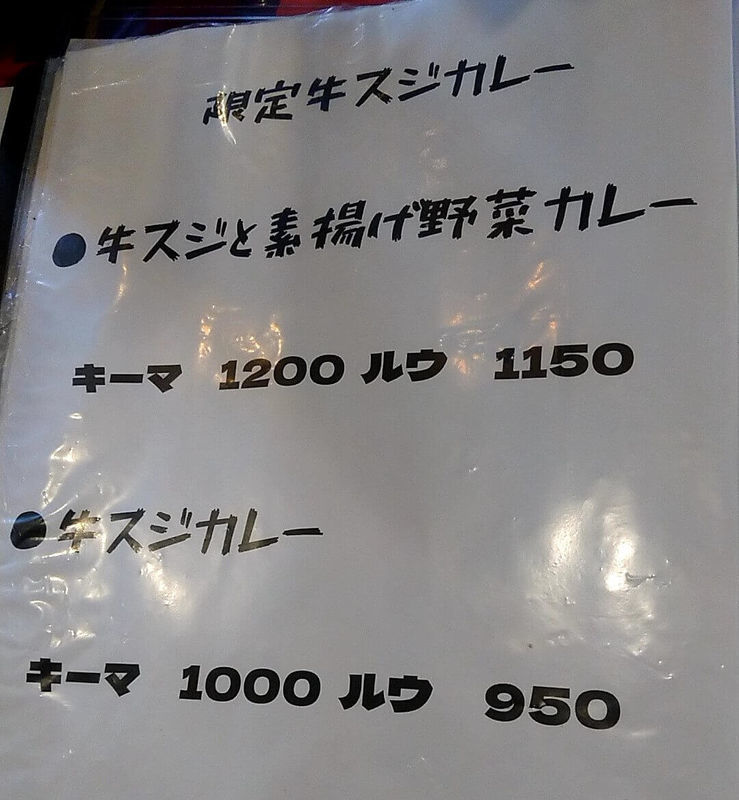 限定牛スジカレー
●牛スジと素揚げ野菜カレー
キーマ 1200 ルウ 1150
●牛スジカレー
キーマ 1000 ルウ 950